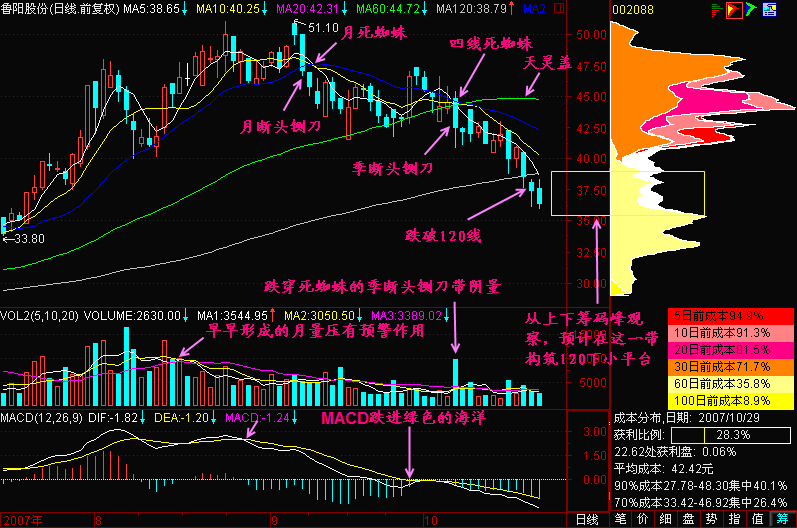 鲁阳股份(日线.前复权) MA5:38.65↓ MA10:40.25↓ MA20:42.31↓ MA60:44.72↓ MA120:38.79↑ MA2
002088
51.10
月死蜘蛛
四线死蜘蛛
天灵盖
月断头铡刀
季断头铡刀
跌破120线
←33.80
跌穿死蜘蛛的季断头铡刀带阴量
50.00
47.50
45.00
42.50
40.00
37.50
35.00
32.50
30.00
VOL2(5,10,20) VOLUME:2630.00↓ MA1:3544.95↑ MA2:3050.50↓ MA3:3389.02↓
早早形成的月量压有预警作用
从上下筹码峰观
察，预计在这一带
构筑120下小平台
5000
MACD(12,26,9) DIF:-1.82↓ DEA:-1.20↓ MACD:-1.24↓
MACD跌进绿色的海洋
3.00
1.50
0.00
-1.50
2007年
8
9
10
日线
5日前成本94.9%
10日前成本91.3%
20日前成本81.5%
30日前成本71.7%
60日前成本35.8%
100日前成本8.9%
成本分布,日期: 2007/10/29
获利比例: 28.3%
22.62处获利盘: 0.06%
平均成本: 42.42元
90%成本27.78-48.30集中40.1%
70%成本33.42-46.92集中26.4%
笔 价 细 盘 势 指 值 筹